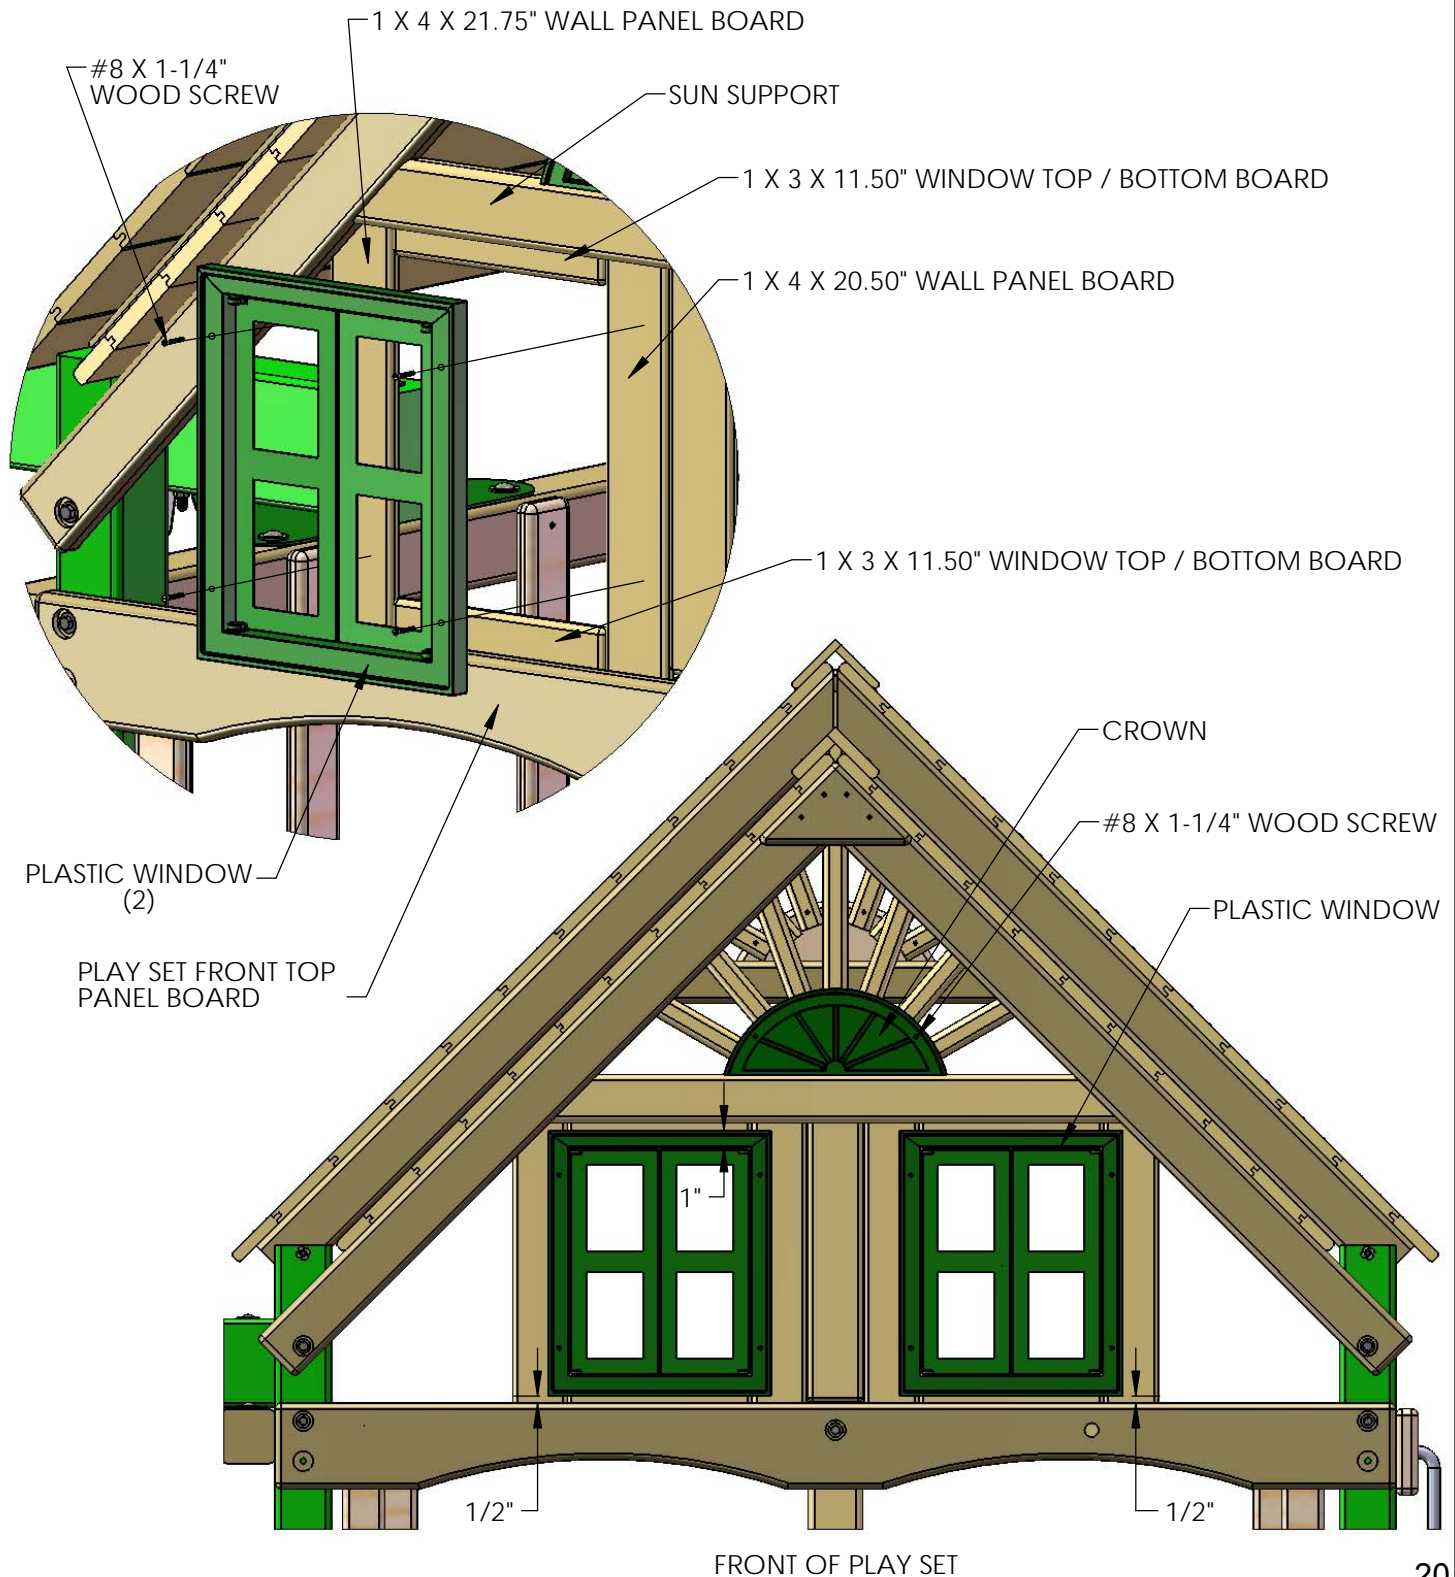 1 X 4 X 21.75" WALL PANEL BOARD
#8 X 1-1/4"
WOOD SCREW
SUN SUPPORT
1 X 3 X 11.50" WINDOW TOP / BOTTOM BOARD
1 X 4 X 20.50" WALL PANEL BOARD
1 X 3 X 11.50" WINDOW TOP / BOTTOM BOARD
CROWN
#8 X 1-1/4" WOOD SCREW
PLASTIC WINDOW
(2)
PLASTIC WINDOW
PLAY SET FRONT TOP
PANEL BOARD
1"
1/2"
1/2"
FRONT OF PLAY SET
20